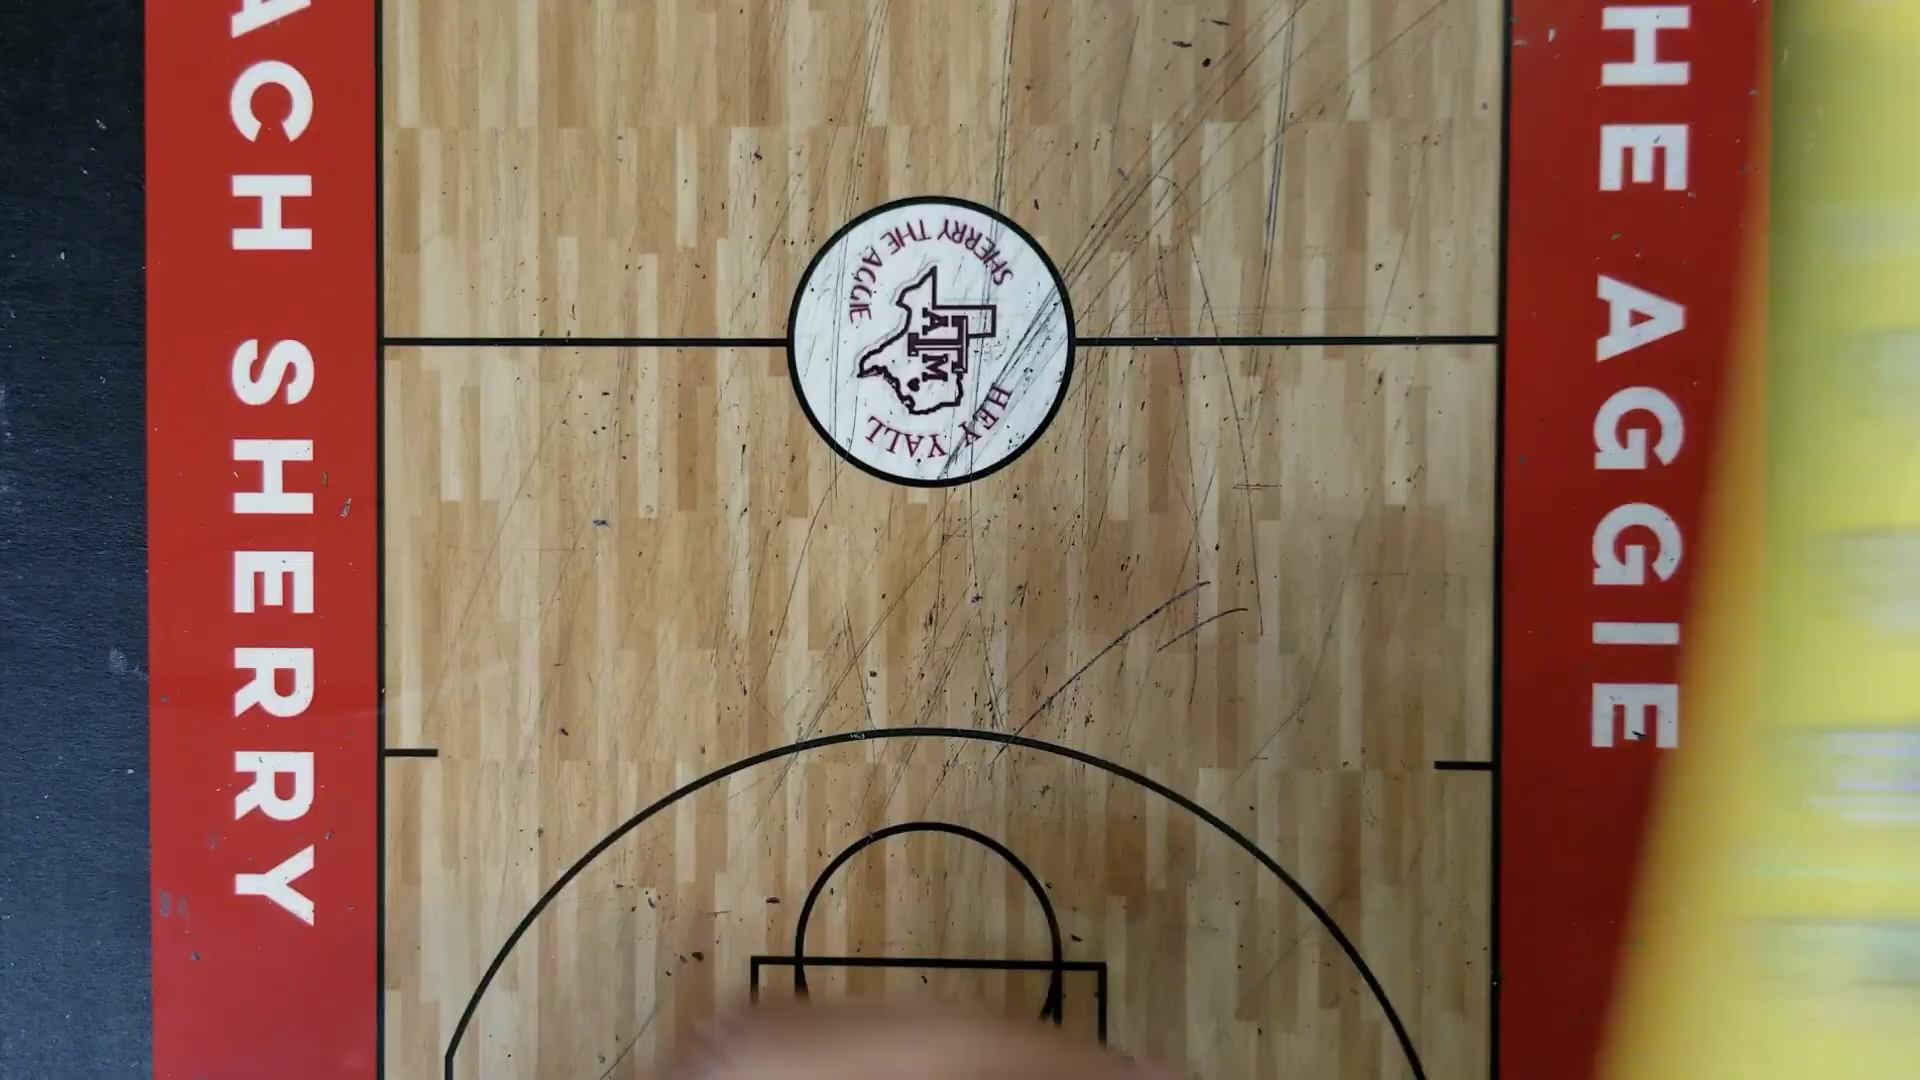 ACH SHERRY
SHERRY THE AGGIE
ATM
HEY YALL
HE AGGIE